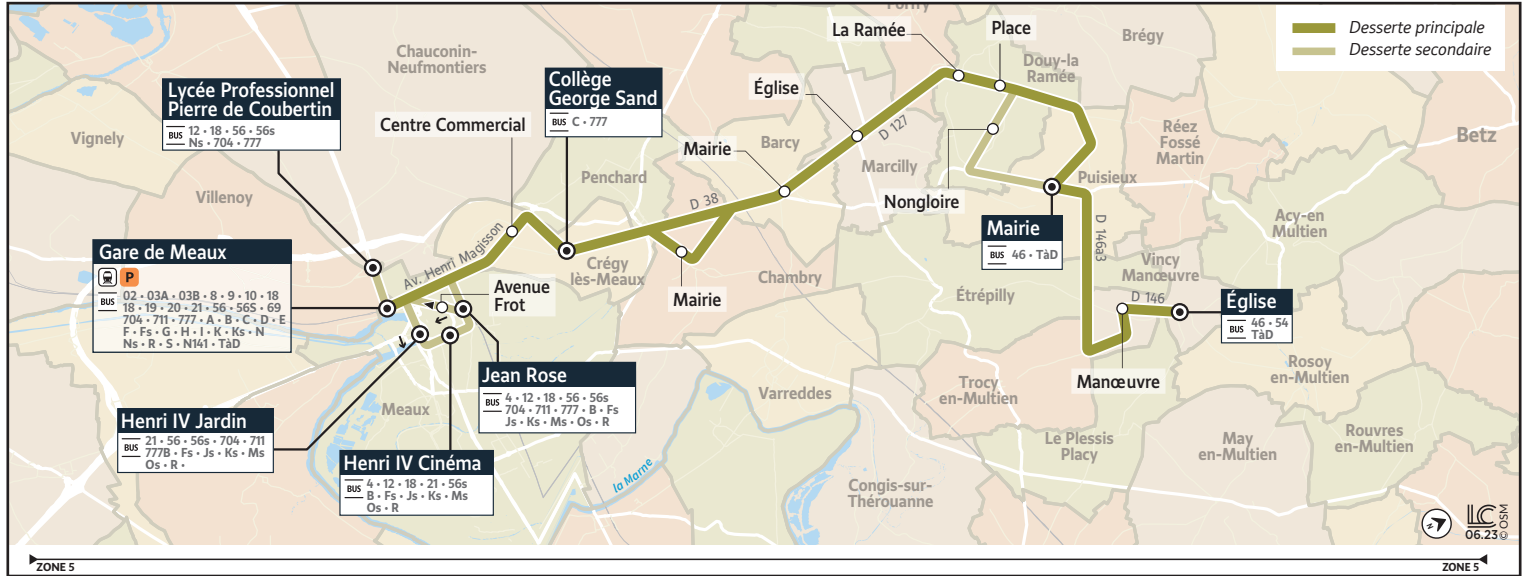 Desserte principale
Desserte secondaire
Chauconin-
Neufmontiers
La Ramée
Place
Brégy
Douy-la
Ramée
Lycée Professionnel
Pierre de Coubertin
BUS
12 • 18 • 56 • 56s
Ns • 704 • 777
Collège
George Sand
BUS
C • 777
Centre Commercial
Église
D 127
Vignely
Mairie
Barcy
Marcilly
Réez
Fossé
Martin
Betz
Villenoy
Penchard
D 38
Nongloire
Puisieux
Acy-en
Multien
Gare de Meaux
P
BUS
02 • 03A • 03B • 8 • 9 • 10 • 18
18 • 19 • 20 • 21 • 56 • 56S • 69
704 • 711 • 777 • A • B • C • D • E
F • Fs • G • H • I • K • Ks • N
Ns • R • S • N141 • TàD
Av. Henri Magisson
Crégy
lès-Meaux
Mairie
Chambry
Mairie
BUS
46 • TàD
D 146a3
Vincy
Manœuvre
D 146
Avenue
Frot
Étrépilly
Église
BUS
46 • 54
TàD
Manœuvre
Rosoy
en-Multien
Jean Rose
BUS
4 • 12 • 18 • 56 • 56s
704 • 711 • 777 • B • Fs
Js • Ks • Ms • Os • R
Varreddes
Trocy
en-Multien
Meaux
Henri IV Jardin
BUS
21 • 56 • 56s • 704 • 711
777B • Fs • Js • Ks • Ms
Os • R •
Henri IV Cinéma
BUS
4 • 12 • 18 • 21 • 56s
B • Fs • Js • Ks • Ms
Os • R
la Marne
Congis-sur-
Thérouanne
Le Plessis
Placy
May
en-Multien
Rouvres
en-Multien
LC
06.23
© OSM
ZONE 5
ZONE 5